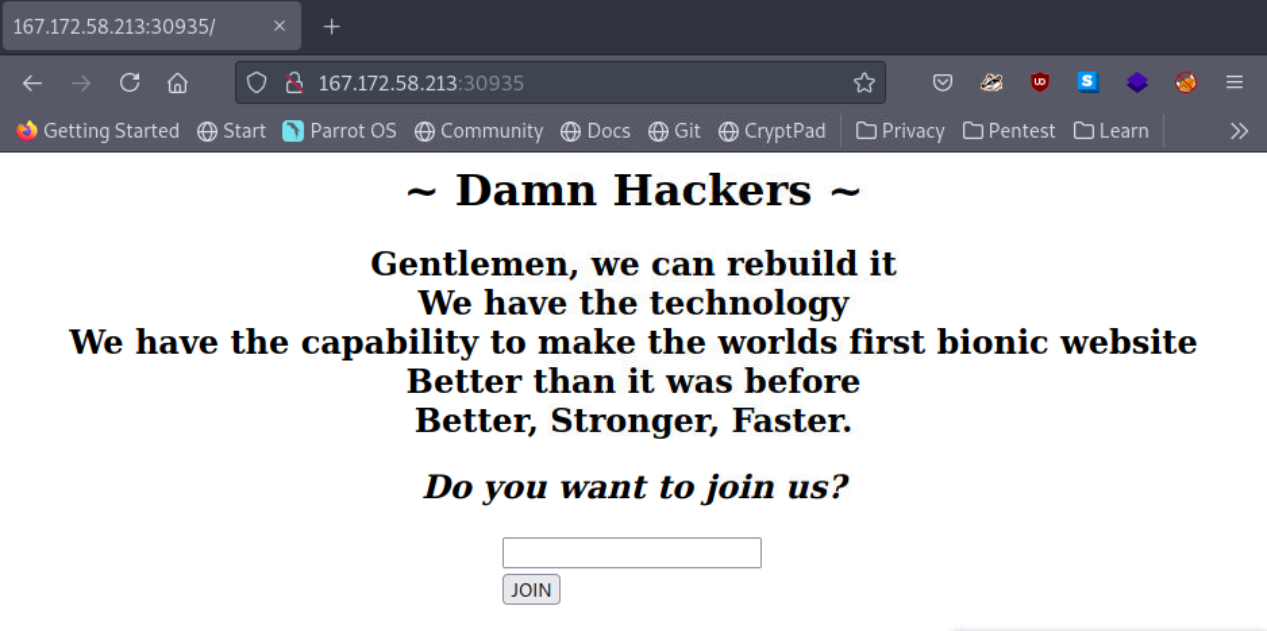 167.172.58.213:30935/
167.172.58.213:30935
Getting Started Start Parrot OS Community Docs Git CryptPad Privacy Pentest Learn
~ Damn Hackers ~
Gentlemen, we can rebuild it
We have the technology
We have the capability to make the worlds first bionic website
Better than it was before
Better, Stronger, Faster.
Do you want to join us?
JOIN